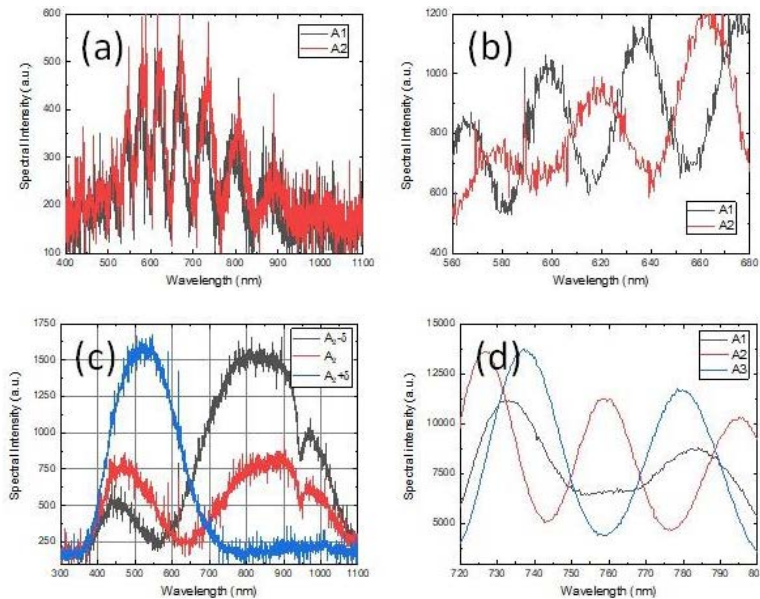 (a)
A1
A2
600
500
400
300
200
100
Spectral Intensity (a.u.)
400 500 600 700 800 900 1000 1100
Wavelength (nm)
(b)
A1
A2
1200
1000
800
600
400
Spectral Intensity (a.u.)
560 580 600 620 640 660 680
Wavelength (nm)
(c)
A₂-δ
A₂
A₂+δ
1750
1500
1250
1000
750
500
250
Spectral Intensity (a.u.)
300 400 500 600 700 800 900 1000 1100
Wavelength (nm)
(d)
A1
A2
A3
15000
12500
10000
7500
5000
Spectral Intensity (a.u.)
720 730 740 750 760 770 780 790 80
Wavelength (nm)